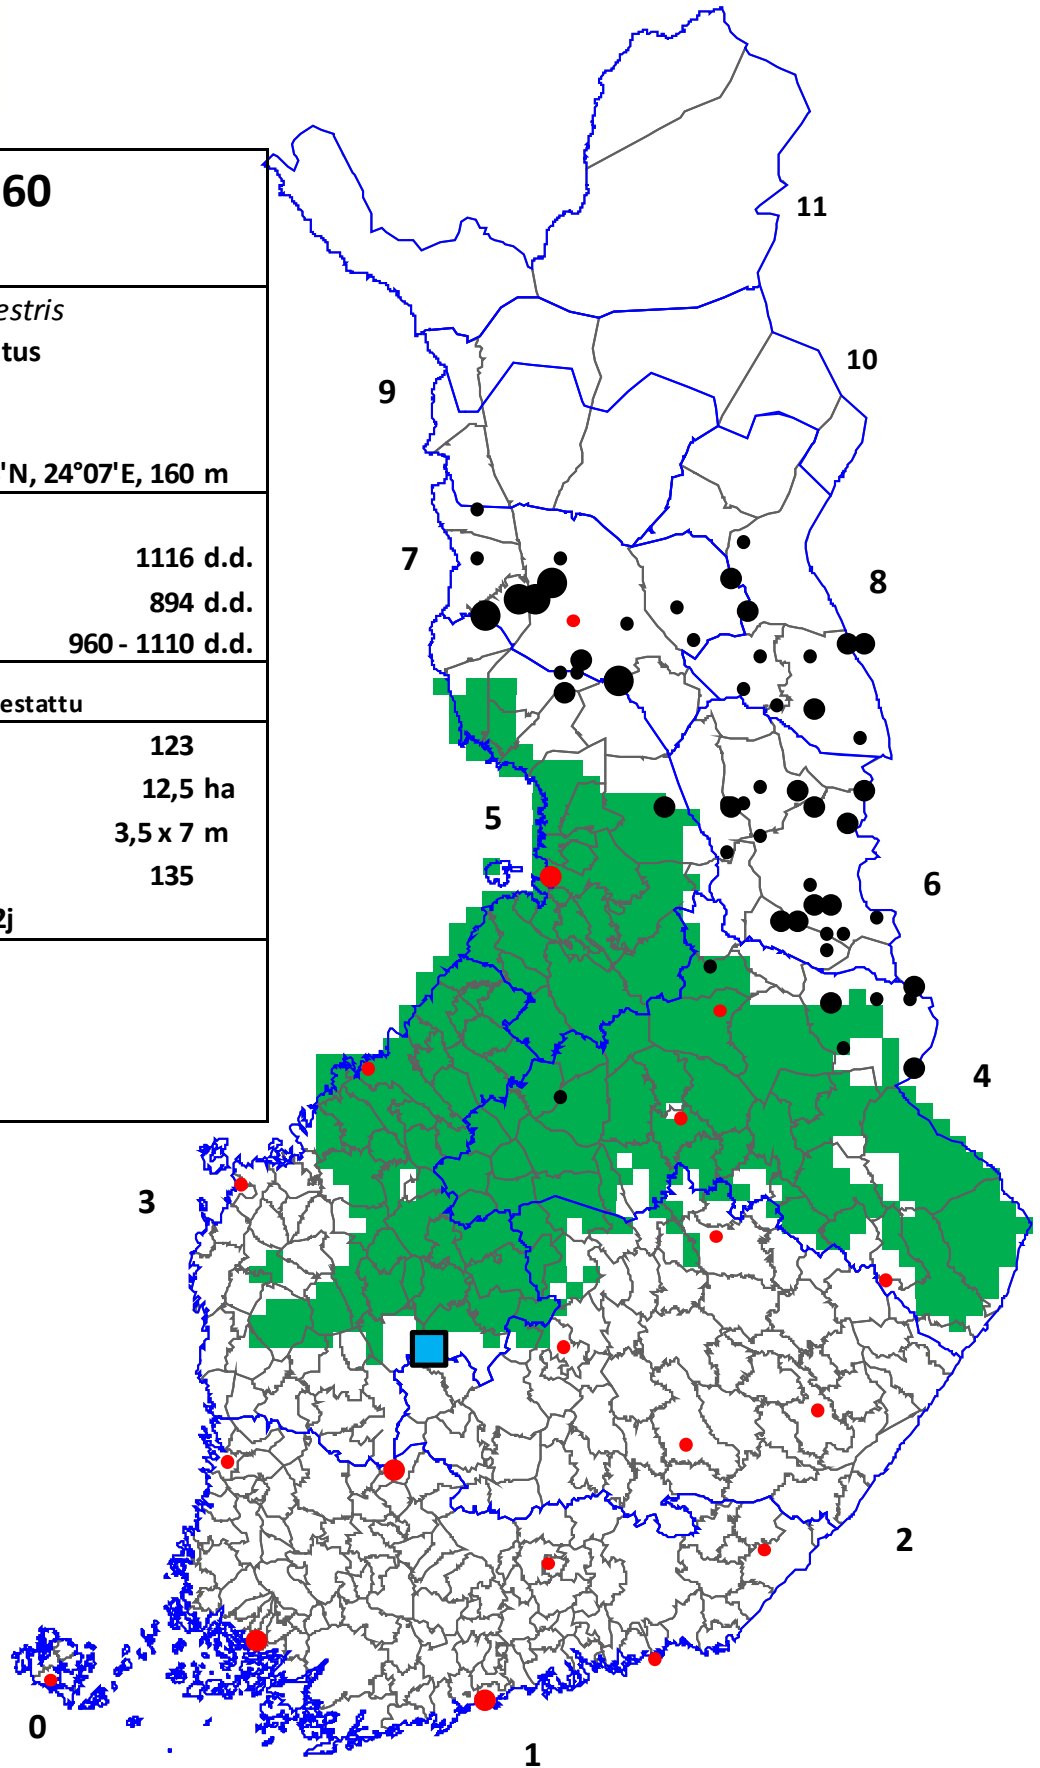 60
estris
tus
'N, 24°07'E, 160 m
1116 d.d.
894 d.d.
960 - 1110 d.d.
estattu
123
12,5 ha
3,5 x 7 m
135
2j
11
10
9
7
8
5
6
4
3
2
0
1